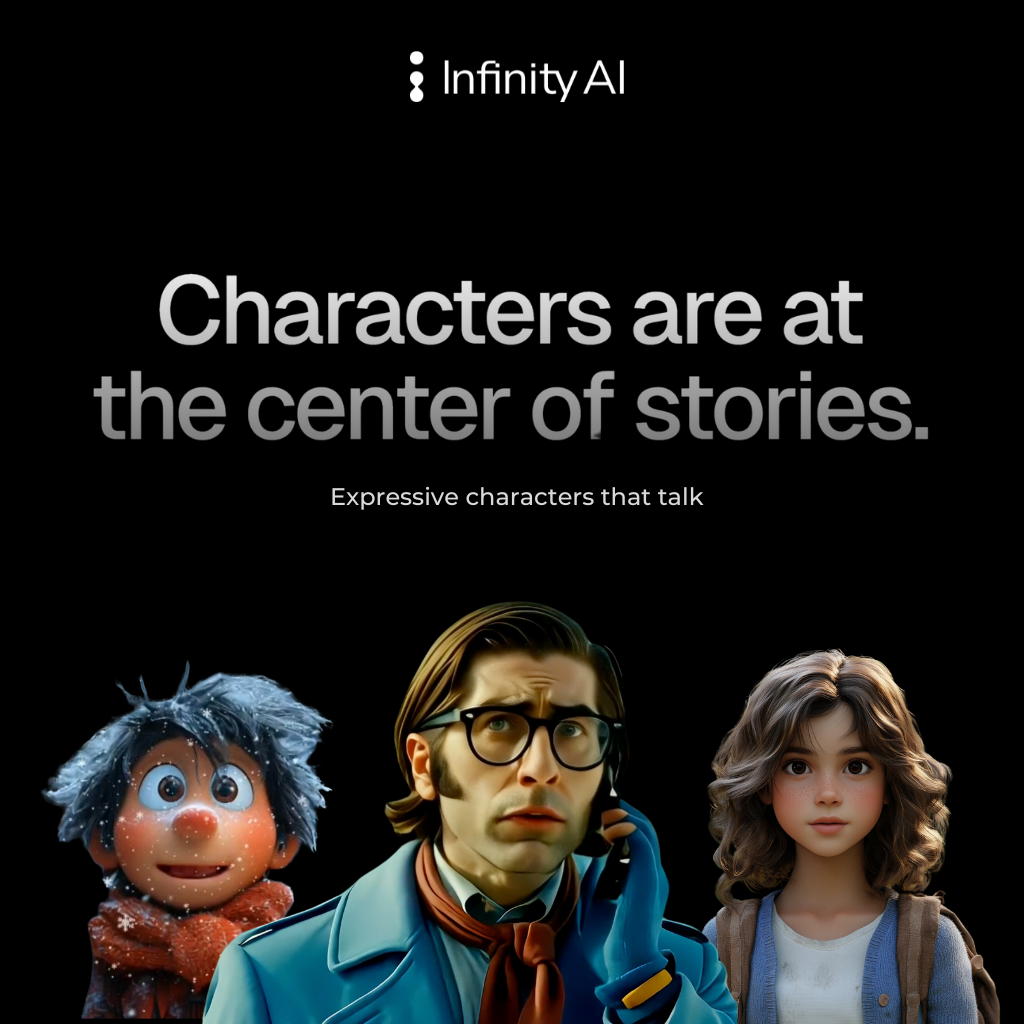 Infinity AI
Characters are at
the center of stories.
Expressive characters that talk